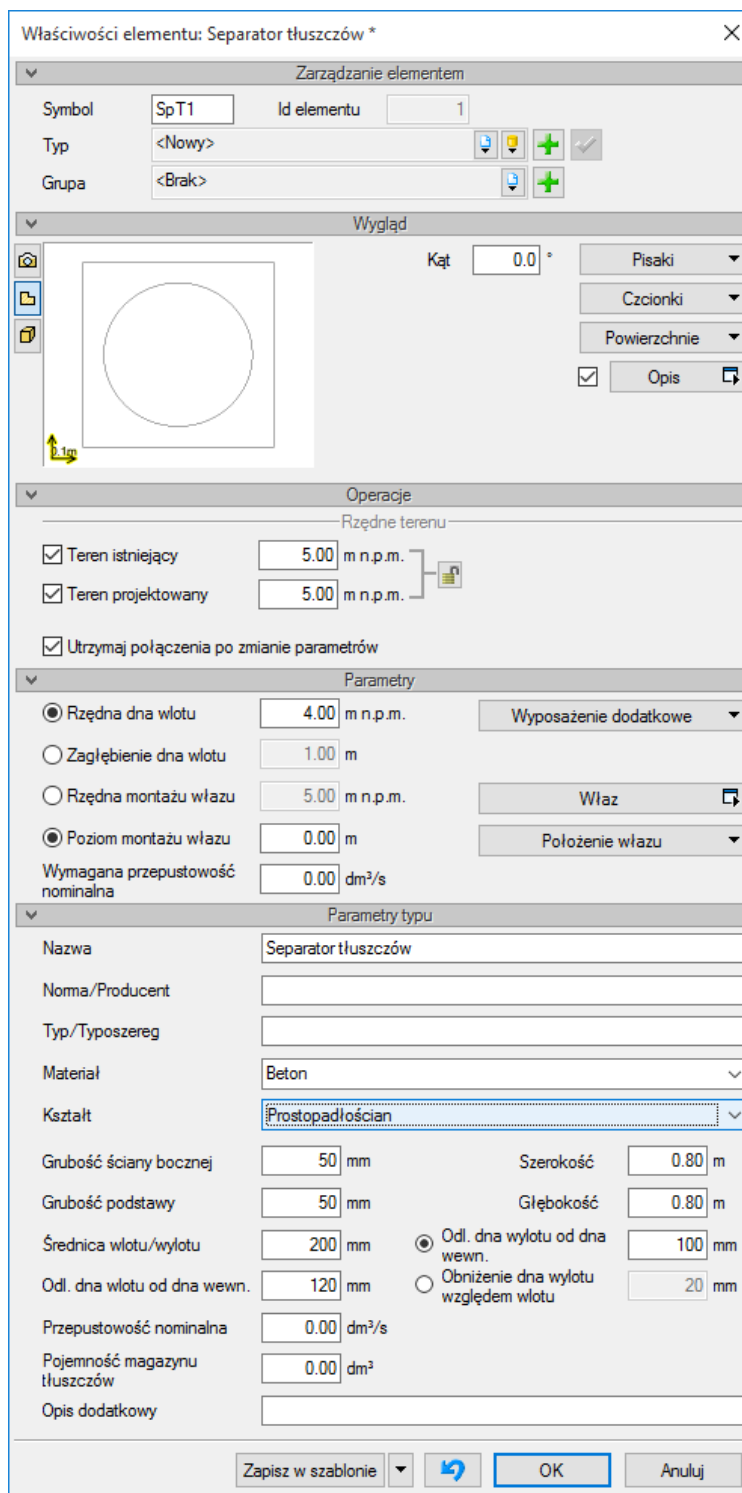 Właściwości elementu: Separator tłuszczów *
Zarządzanie elementem
Symbol SpT1 Id elementu 1
Typ <Nowy>
Grupa <Brak>
Wygląd
Kąt 0.0 ° Pisaki
Czcionki
Powierzchnie
Opis
0.1m
Operacje
Rzędne terenu
Teren istniejący 5.00 m n.p.m.
Teren projektowany 5.00 m n.p.m.
Utrzymaj połączenia po zmianie parametrów
Parametry
Rzędna dna wlotu 4.00 m n.p.m. Wyposażenie dodatkowe
Zagłębienie dna wlotu 1.00 m
Rzędna montażu włazu 5.00 m n.p.m. Właz
Poziom montażu włazu 0.00 m Położenie włazu
Wymagana przepustowość
nominalna 0.00 dm³/s
Parametry typu
Nazwa Separator tłuszczów
Norma/Producent
Typ/Typoszereg
Materiał Beton
Kształt Prostopadłościan
Grubość ściany bocznej 50 mm Szerokość 0.80 m
Grubość podstawy 50 mm Głębokość 0.80 m
Średnica wlotu/wylotu 200 mm Odl. dna wylotu od dna
wewn. 100 mm
Odl. dna wlotu od dna wewn. 120 mm Obniżenie dna wylotu
względem wlotu 20 mm
Przepustowość nominalna 0.00 dm³/s
Pojemność magazynu
tłuszczów 0.00 dm³
Opis dodatkowy
Zapisz w szablonie OK Anuluj